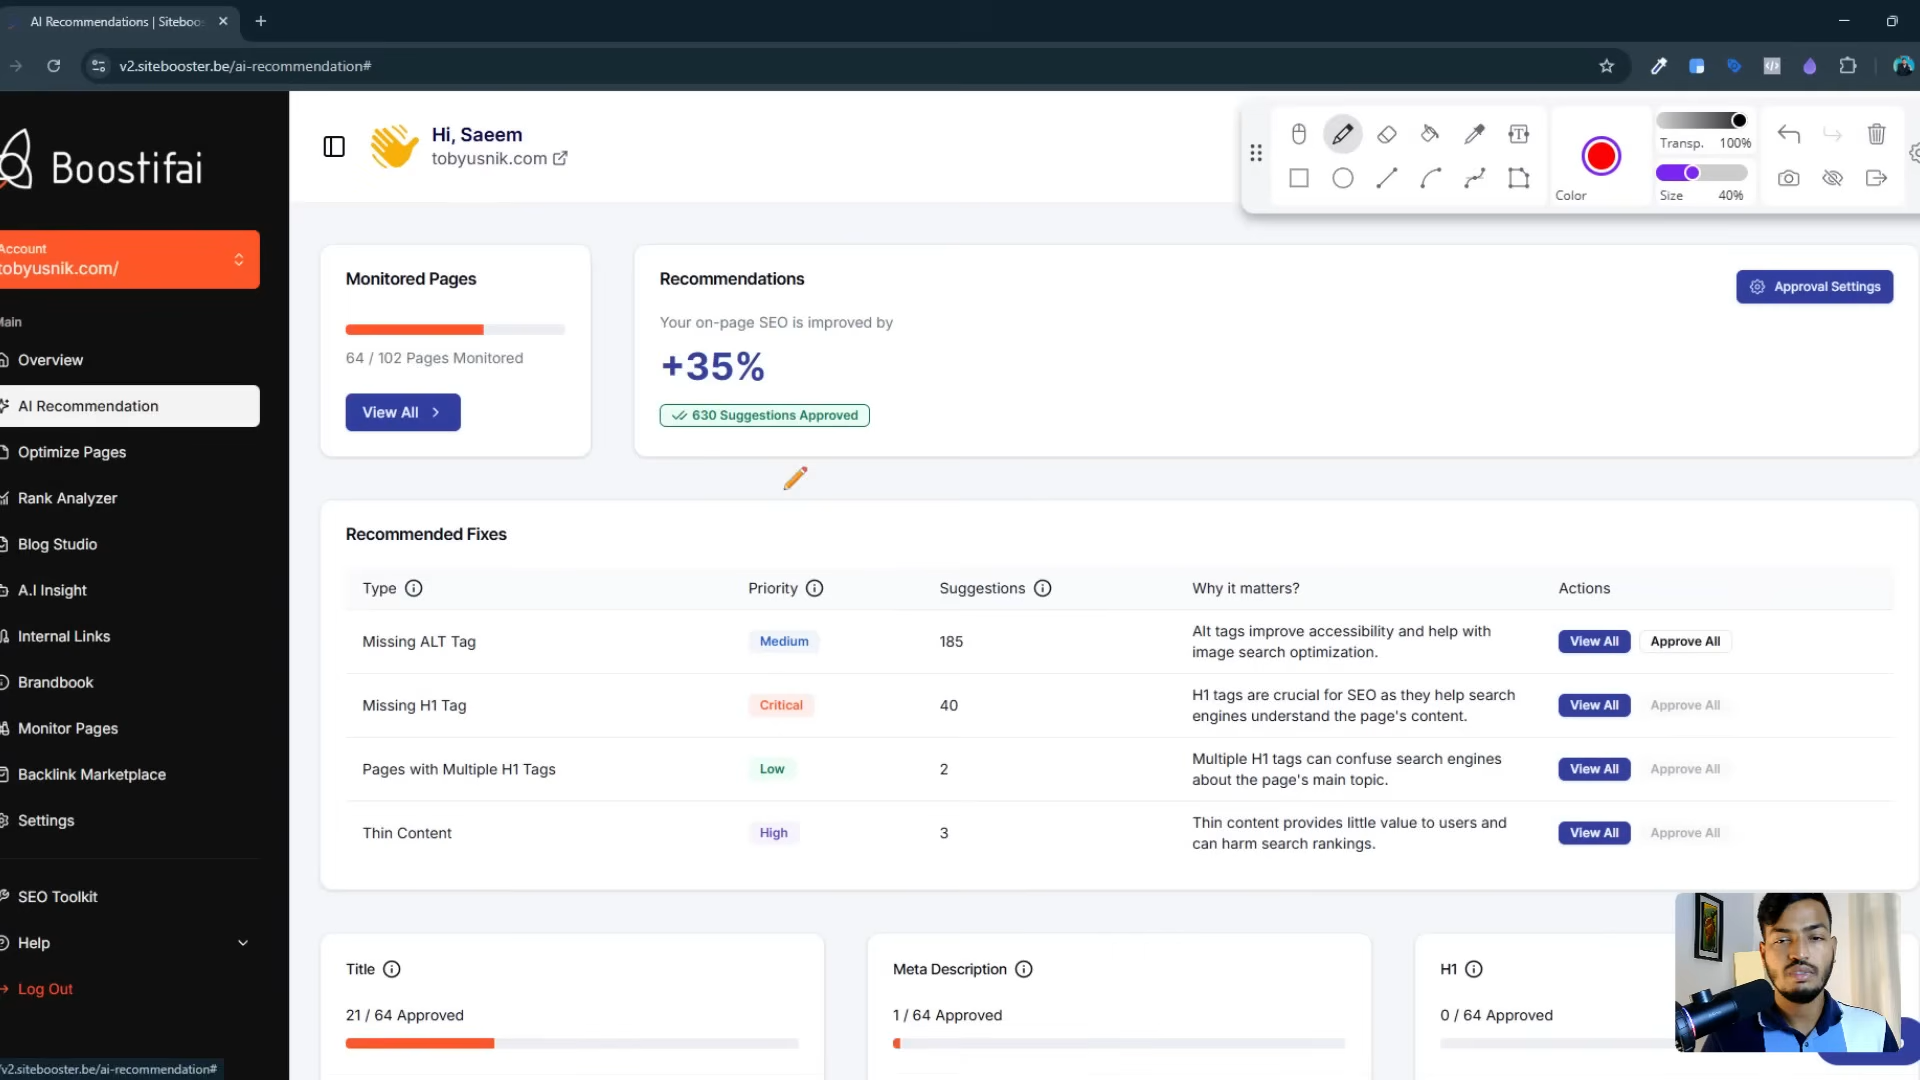 AI Recommendations | Siteboos
v2.sitebooster.be/ai-recommendation#
Boostifai
Account
tobyusnik.com/
Main
Overview
AI Recommendation
Optimize Pages
Rank Analyzer
Blog Studio
A.I Insight
Internal Links
Brandbook
Monitor Pages
Backlink Marketplace
Settings
SEO Toolkit
Help
Log Out
/v2.sitebooster.be/ai-recommendation#
Hi, Saeem
tobyusnik.com
Color
Transp. 100%
Size 40%
Monitored Pages
64 / 102 Pages Monitored
View All
Recommendations
Approval Settings
Your on-page SEO is improved by
+35%
630 Suggestions Approved
Recommended Fixes
Type Priority Suggestions Why it matters? Actions
Missing ALT Tag Medium 185 Alt tags improve accessibility and help with View All Approve All
image search optimization.
Missing H1 Tag Critical 40 H1 tags are crucial for SEO as they help search View All Approve All
engines understand the page's content.
Pages with Multiple H1 Tags Low 2 Multiple H1 tags can confuse search engines View All Approve All
about the page's main topic.
Thin Content High 3 Thin content provides little value to users and View All Approve All
can harm search rankings.
Title
21 / 64 Approved
Meta Description
1 / 64 Approved
H1
0 / 64 Approved